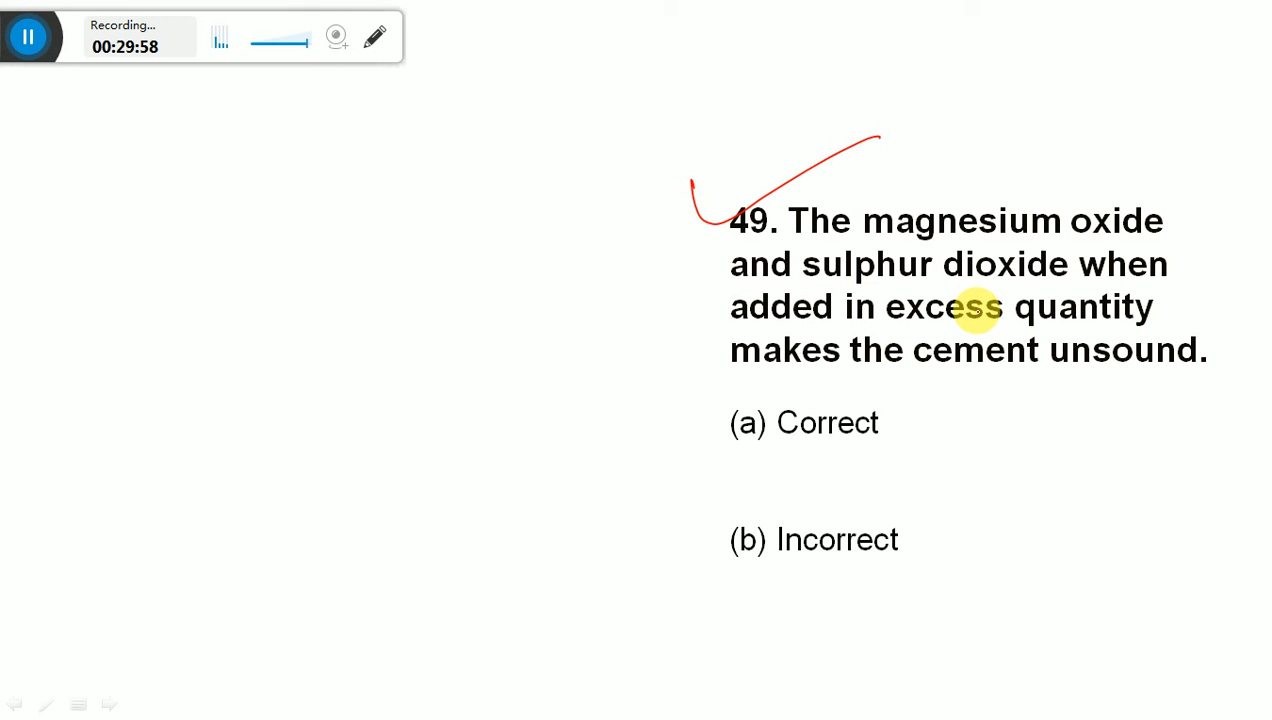 Recording...
00:29:58
49. The magnesium oxide
and sulphur dioxide when
added in excess quantity
makes the cement unsound.
(a) Correct
(b) Incorrect